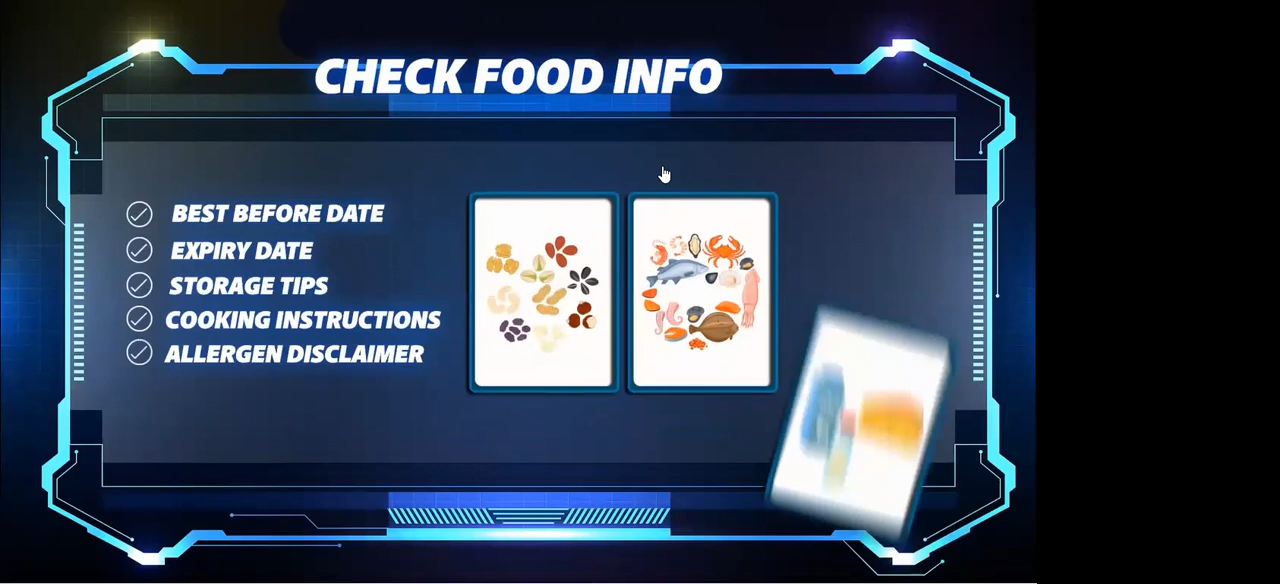 CHECK FOOD INFO
BEST BEFORE DATE
EXPIRY DATE
STORAGE TIPS
COOKING INSTRUCTIONS
ALLERGEN DISCLAIMER